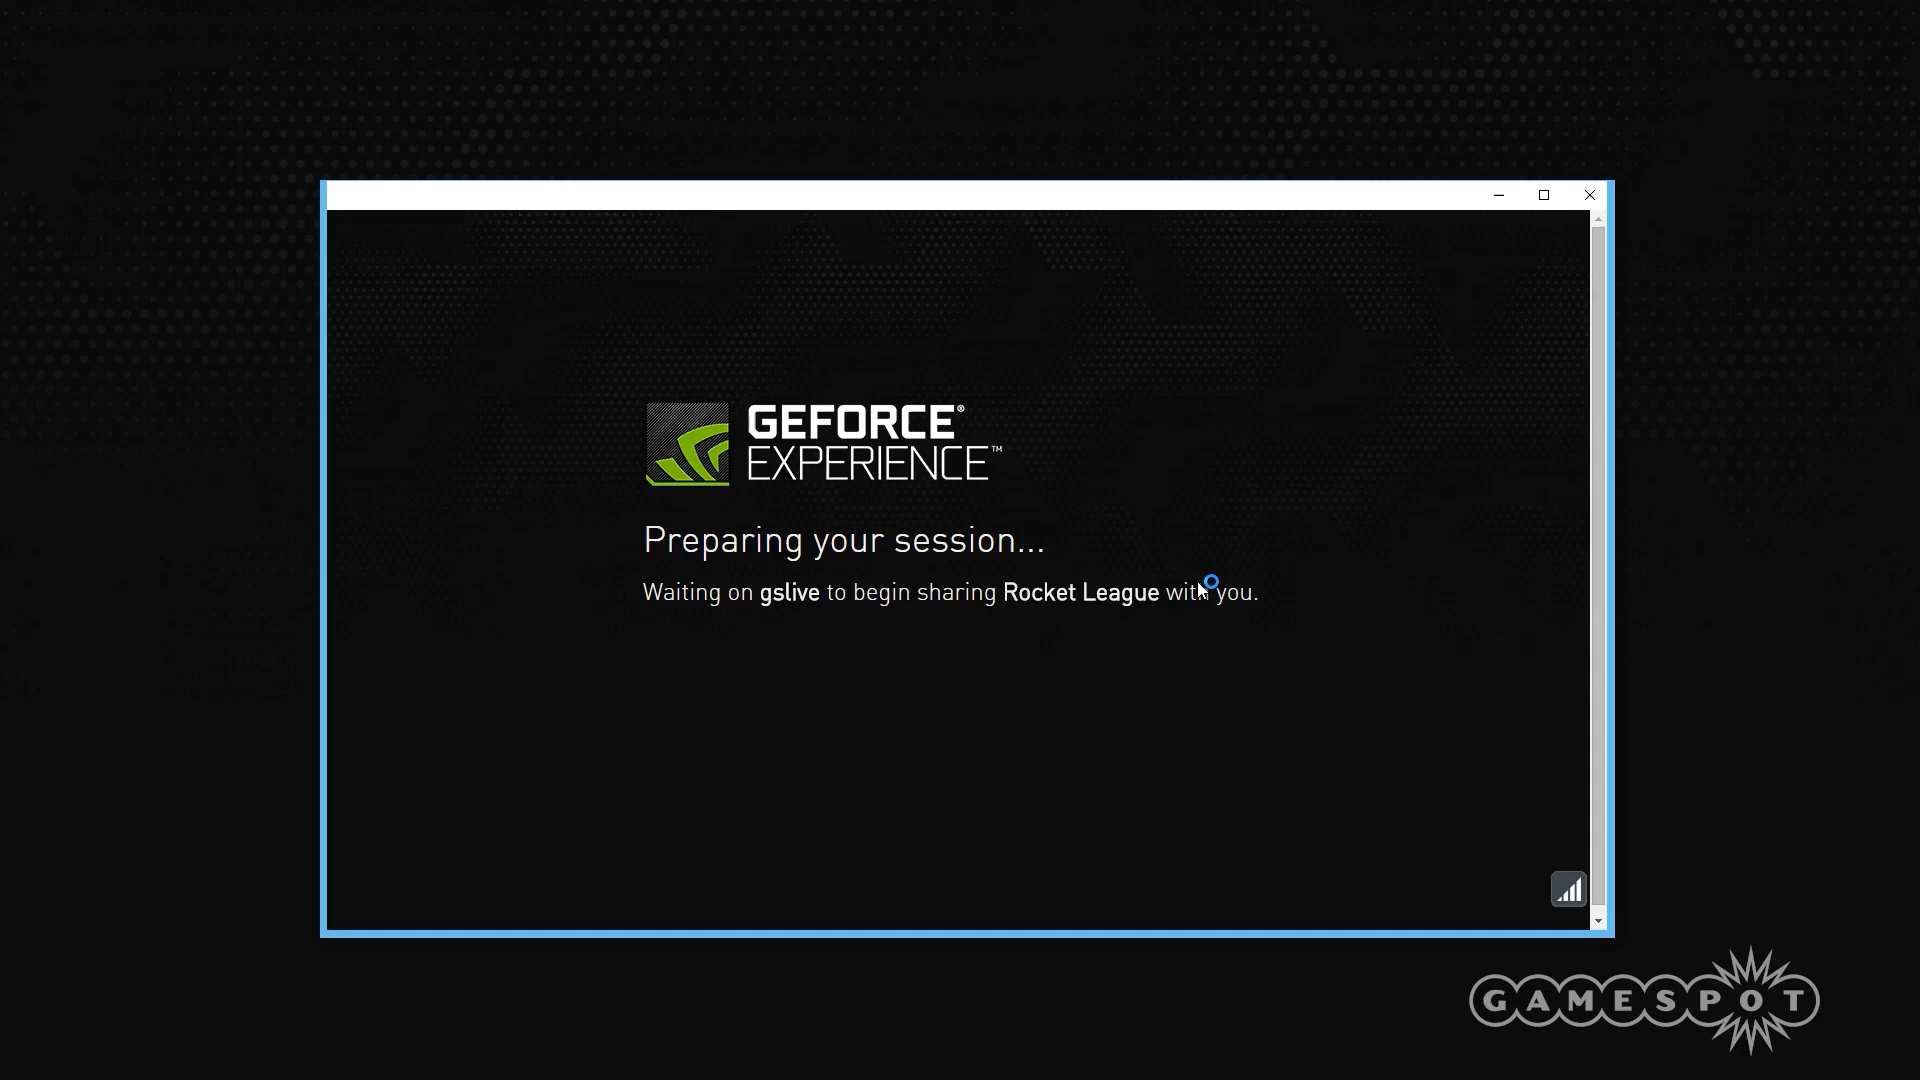 GEFORCE®
EXPERIENCE™
Preparing your session...
Waiting on gslive to begin sharing Rocket League with you.
GAMESPOT